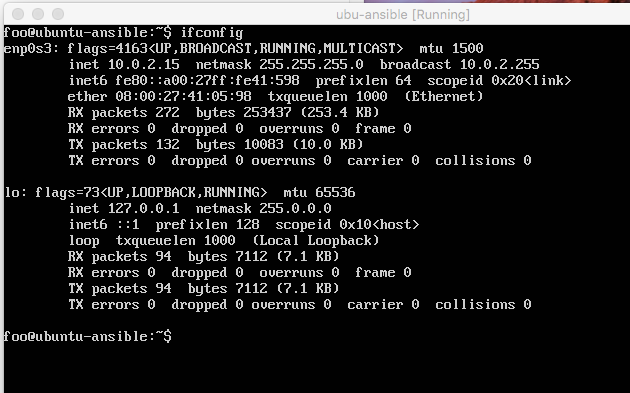 ubu-ansible [Running]
foo@ubuntu-ansible:~$ ifconfig
enp0s3: flags=4163<UP,BROADCAST,RUNNING,MULTICAST>  mtu 1500
        inet 10.0.2.15  netmask 255.255.255.0  broadcast 10.0.2.255
        inet6 fe80::a00:27ff:fe41:598  prefixlen 64  scopeid 0x20<link>
        ether 08:00:27:41:05:98  txqueuelen 1000  (Ethernet)
        RX packets 272  bytes 253437 (253.4 KB)
        RX errors 0  dropped 0  overruns 0  frame 0
        TX packets 132  bytes 10083 (10.0 KB)
        TX errors 0  dropped 0 overruns 0  carrier 0  collisions 0
lo: flags=73<UP,LOOPBACK,RUNNING>  mtu 65536
        inet 127.0.0.1  netmask 255.0.0.0
        inet6 ::1  prefixlen 128  scopeid 0x10<host>
        loop  txqueuelen 1000  (Local Loopback)
        RX packets 94  bytes 7112 (7.1 KB)
        RX errors 0  dropped 0  overruns 0  frame 0
        TX packets 94  bytes 7112 (7.1 KB)
        TX errors 0  dropped 0 overruns 0  carrier 0  collisions 0
foo@ubuntu-ansible:~$